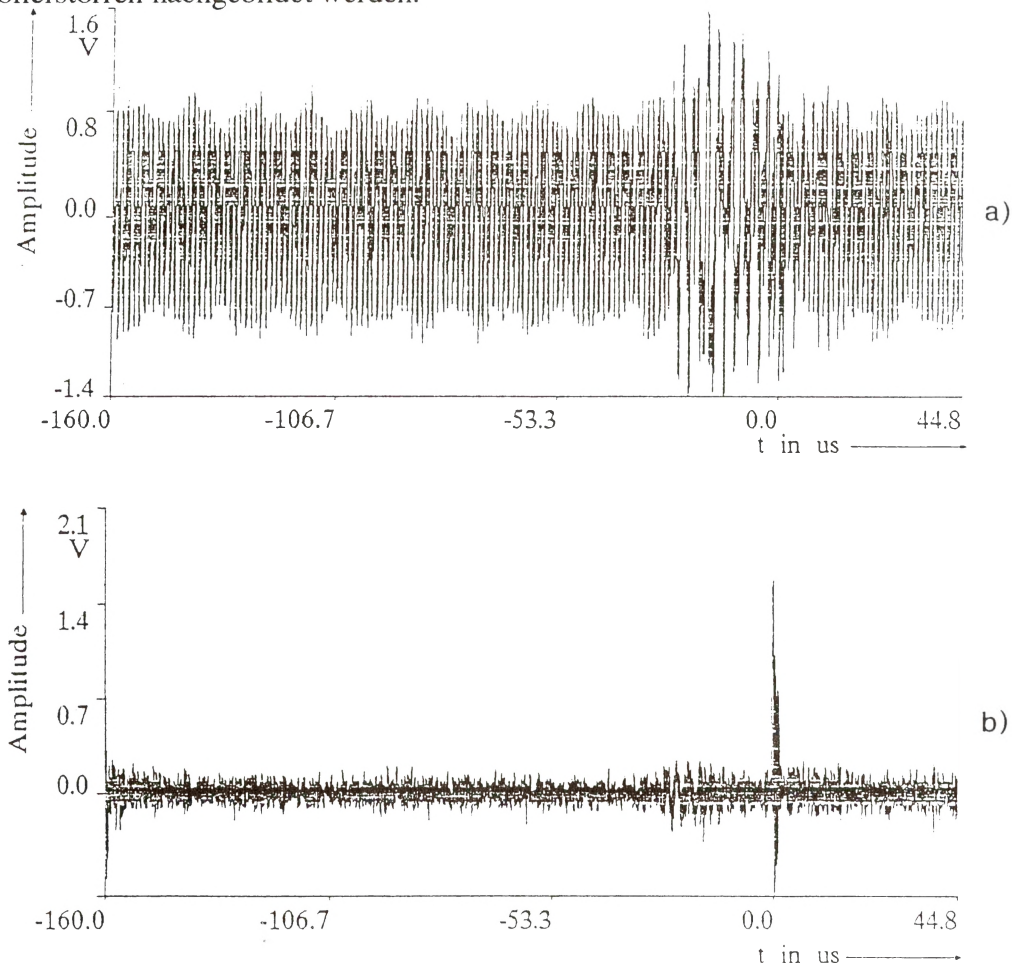 nachgebildet werden.
1.6
V
0.8
0.0
-0.7
-1.4
Amplitude
a)
-160.0 -106.7 -53.3 0.0 44.8
t in us
2.1
V
1.4
0.7
0.0
Amplitude
b)
-160.0 -106.7 -53.3 0.0 44.8
t in us